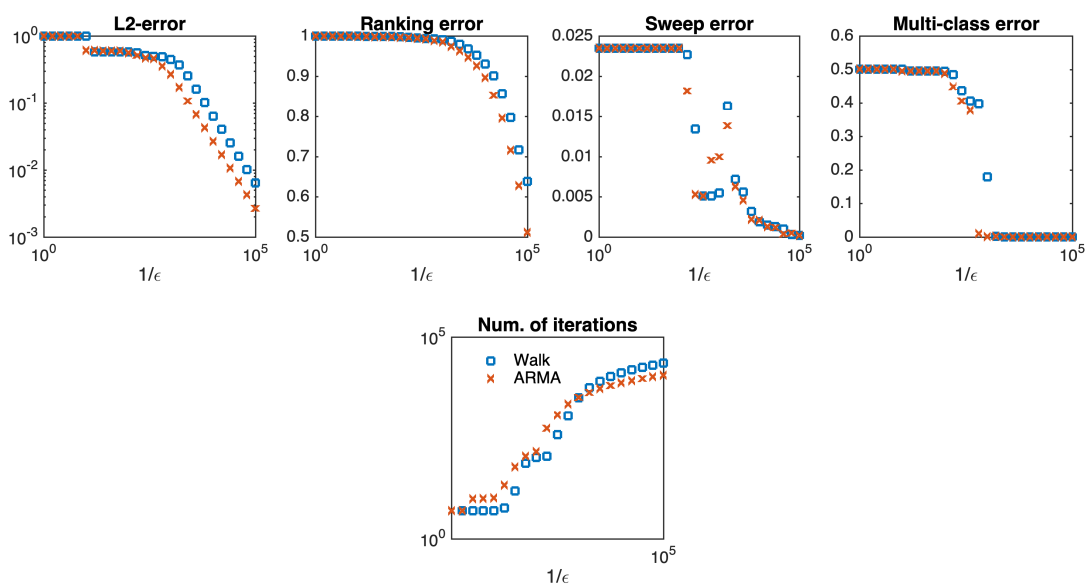 L2-error
10^0
10^-1
10^-2
10^-3
10^0
10^5
1/ϵ
Ranking error
1
0.9
0.8
0.7
0.6
0.5
10^0
10^5
1/ϵ
Sweep error
0.025
0.02
0.015
0.01
0.005
0
10^0
10^5
1/ϵ
Multi-class error
0.6
0.5
0.4
0.3
0.2
0.1
0
10^0
10^5
1/ϵ
Num. of iterations
10^5
Walk
ARMA
10^0
10^5
1/ϵ